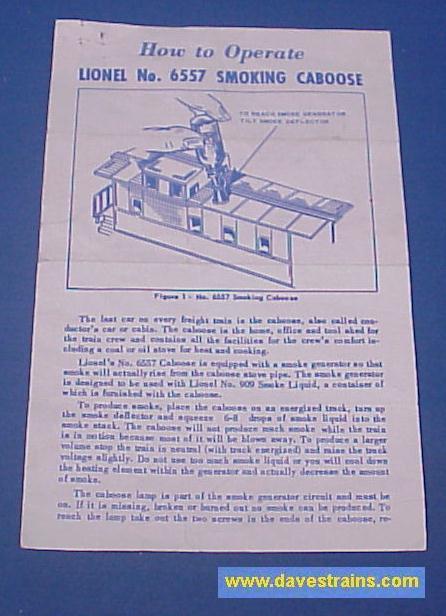 How to Operate
LIONEL No. 6557 SMOKING CABOOSE
TO REACH SMOKE GENERATOR
TILT SMOKE DEFLECTOR
Figure 1 - No. 6557 Smoking Caboose
The last car on every freight train is the caboose, also called con-
ductor's car or cabin. The caboose is the home, office and tool shed for
the train crew and contains all the facilities for the crew's comfort in-
cluding a coal or oil stove for heat and cooking.
Lionel's No. 6557 Caboose is equipped with a smoke generator so that
smoke will actually rise from the caboose stove pipe. The smoke generator
is designed to be used with Lionel No. 909 Smoke Liquid, a container of
which is furnished with the caboose.
To produce smoke, place the caboose on an energized track, turn up
the smoke deflector and squeeze 6-8 drops of smoke liquid into the
smoke stack. The caboose will not produce much smoke while the train
is in motion because most of it will be blown away. To produce a larger
volume stop the train in neutral (with track energized) and raise the track
voltage slightly. Do not use too much smoke liquid or you will cool down
the heating element within the generator and actually decrease the amount
of smoke.
The caboose lamp is part of the smoke generator circuit and must be
on. If it is missing, broken or burned out no smoke can be produced. To
reach the lamp take out the two screws in the ends of the caboose, re-
www.davestrains.com